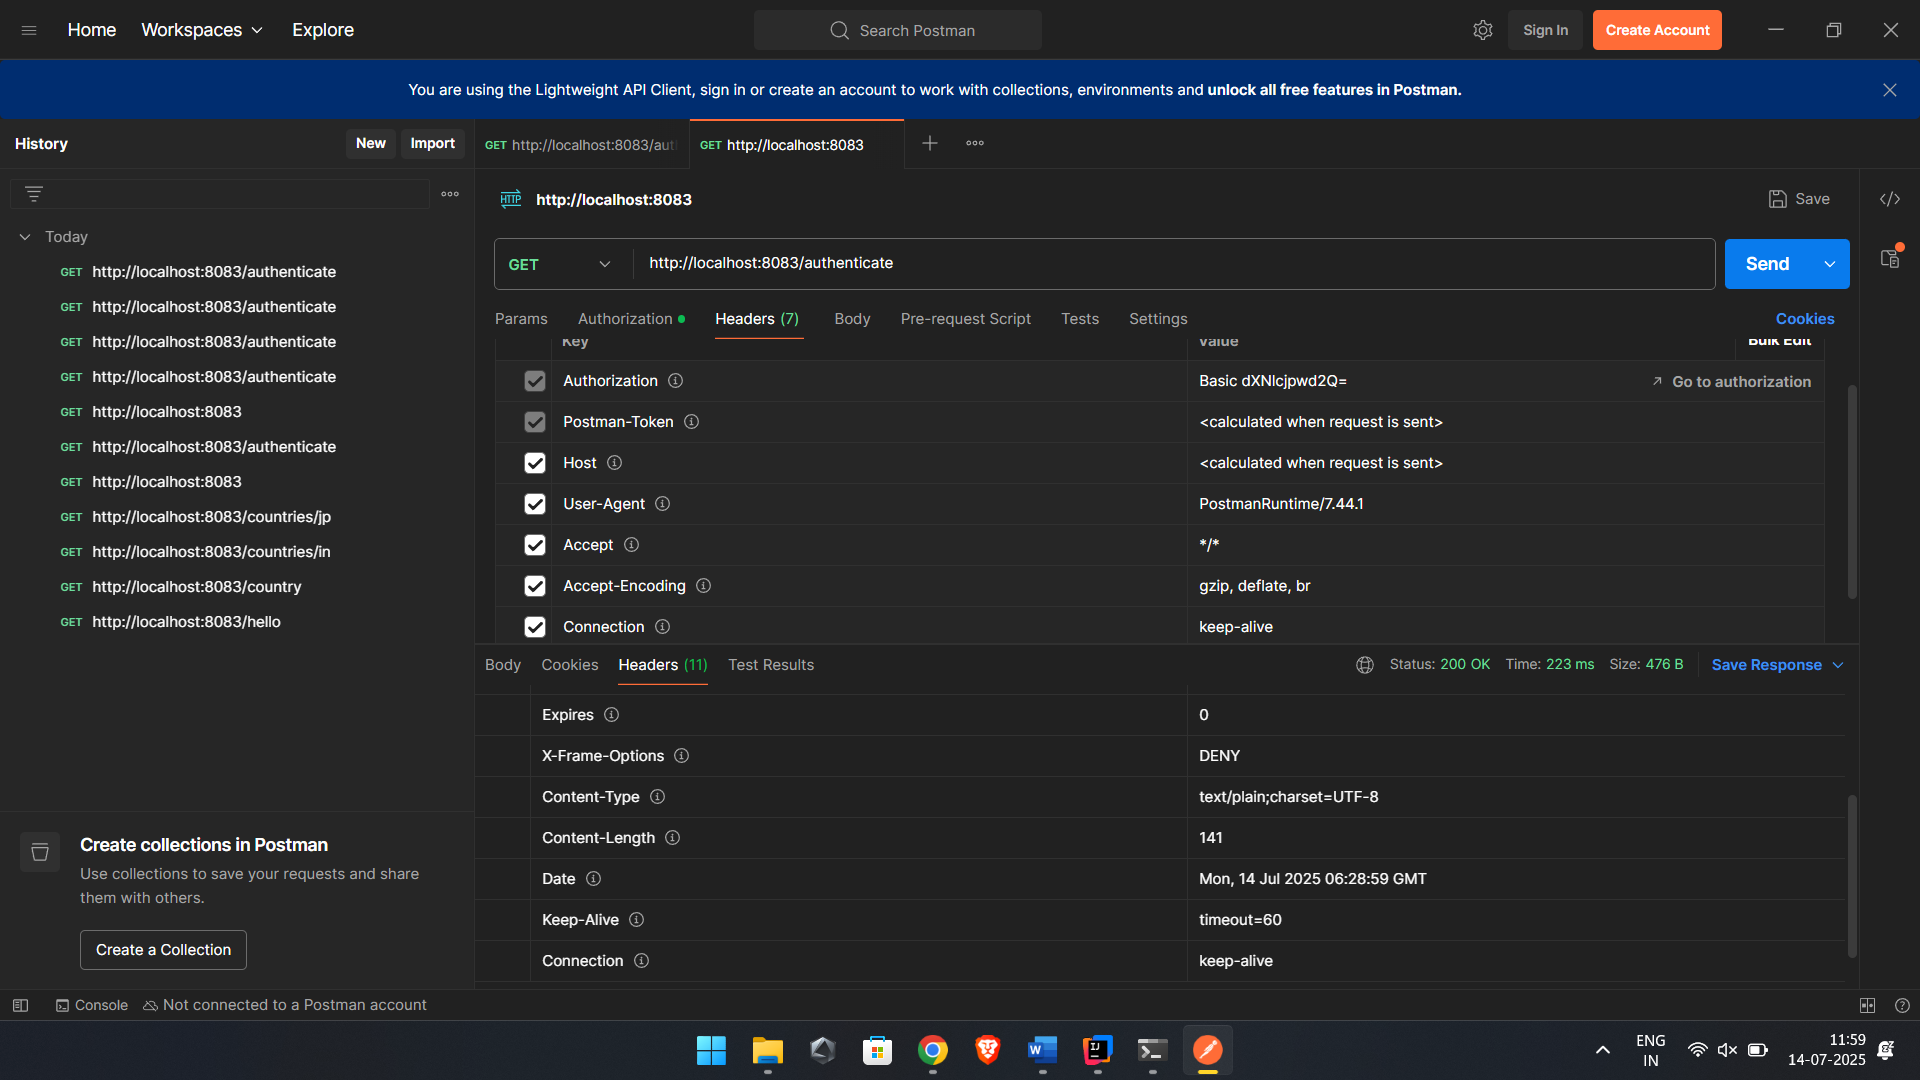 Home
Workspaces
Explore
Search Postman
Sign In
Create Account
You are using the Lightweight API Client, sign in or create an account to work with collections, environments and unlock all free features in Postman.
History
New
Import
GET http://localhost:8083/aut
GET http://localhost:8083
HTTP http://localhost:8083
Save
Today
GET http://localhost:8083/authenticate
GET http://localhost:8083/authenticate
GET http://localhost:8083/authenticate
GET http://localhost:8083/authenticate
GET http://localhost:8083
GET http://localhost:8083/authenticate
GET http://localhost:8083
GET http://localhost:8083/countries/jp
GET http://localhost:8083/countries/in
GET http://localhost:8083/country
GET http://localhost:8083/hello
GET
http://localhost:8083/authenticate
Send
Params
Authorization
Headers (7)
Body
Pre-request Script
Tests
Settings
Cookies
Key
Value
Bulk Edit
Authorization
Basic dXNlcjpwd2Q=
Go to authorization
Postman-Token
<calculated when request is sent>
Host
<calculated when request is sent>
User-Agent
PostmanRuntime/7.44.1
Accept
*/*
Accept-Encoding
gzip, deflate, br
Connection
keep-alive
Body
Cookies
Headers (11)
Test Results
Status: 200 OK
Time: 223 ms
Size: 476 B
Save Response
Expires
0
X-Frame-Options
DENY
Content-Type
text/plain;charset=UTF-8
Content-Length
141
Date
Mon, 14 Jul 2025 06:28:59 GMT
Keep-Alive
timeout=60
Connection
keep-alive
Create collections in Postman
Use collections to save your requests and share
them with others.
Create a Collection
Console
Not connected to a Postman account
ENG
IN
11:59
14-07-2025